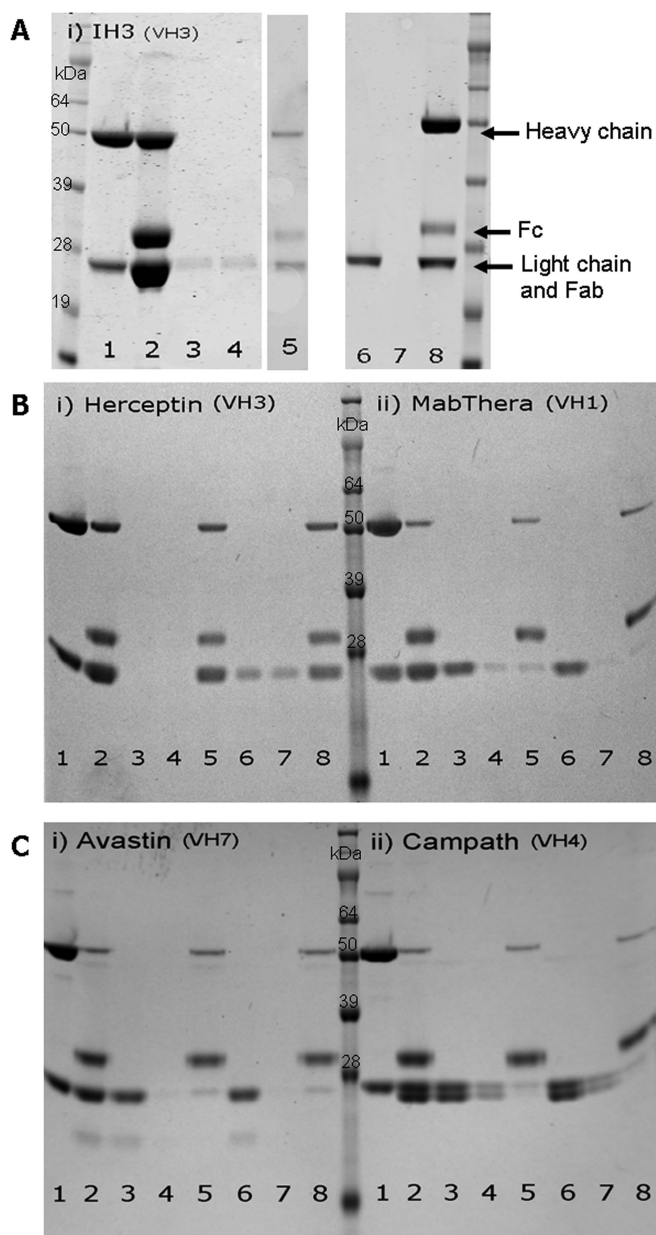 A
i) IH3 (VH3)
kDa
64
50
39
28
19
1 2 3 4 5
6 7 8
Heavy chain
Fc
Light chain
and Fab
B
i) Herceptin (VH3)
ii) MabThera (VH1)
kDa
64
50
39
28
1 2 3 4 5 6 7 8
1 2 3 4 5 6 7 8
C
i) Avastin (VH7)
ii) Campath (VH4)
kDa
64
50
39
28
1 2 3 4 5 6 7 8
1 2 3 4 5 6 7 8